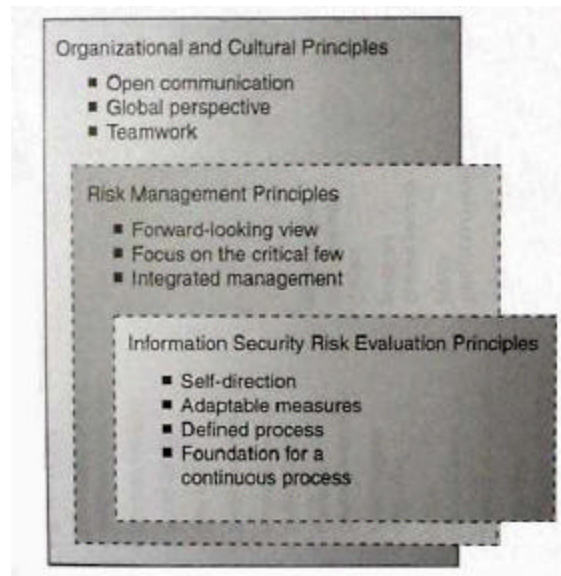 Organizational and Cultural Principles
■ Open communication
■ Global perspective
■ Teamwork
Risk Management Principles
■ Forward-looking view
■ Focus on the critical few
■ Integrated management
Information Security Risk Evaluation Principles
■ Self-direction
■ Adaptable measures
■ Defined process
■ Foundation for a
continuous process